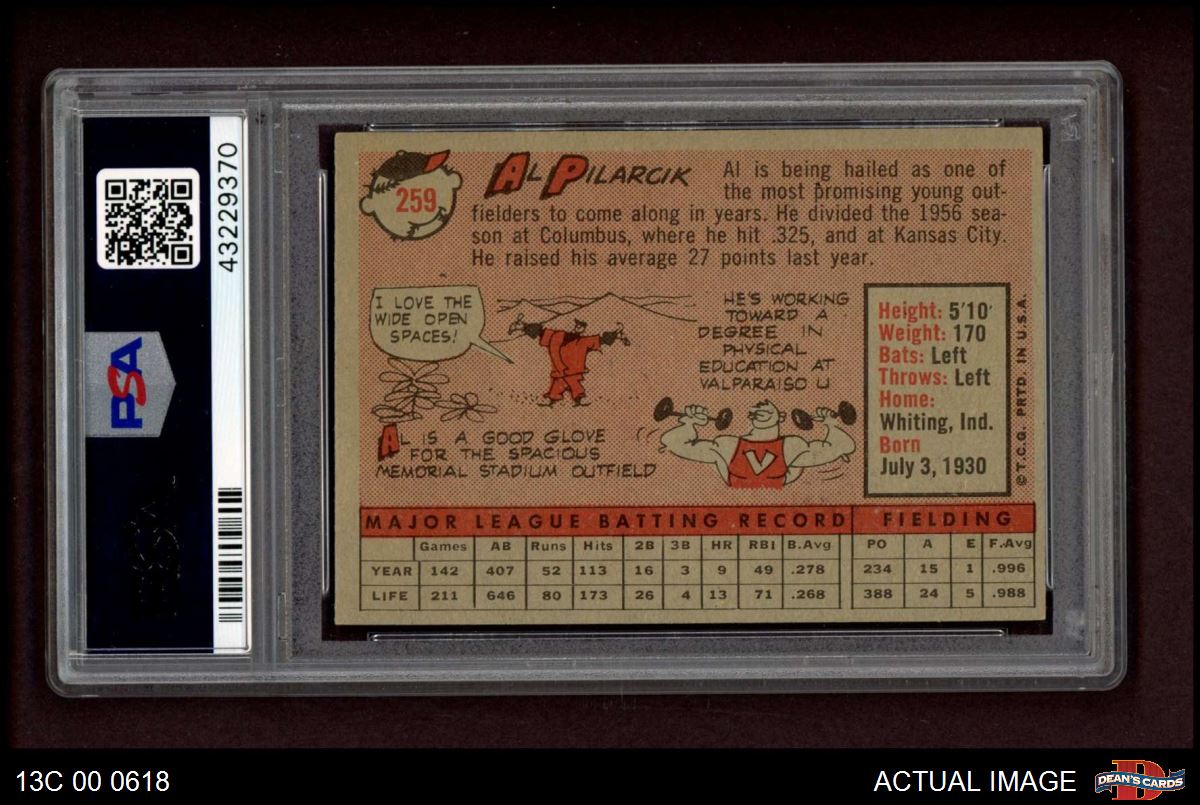 43229370
PSA
259
AL PILARCIK
Al is being hailed as one of
the most promising young out-
fielders to come along in years. He divided the 1956 sea-
son at Columbus, where he hit .325, and at Kansas City.
He raised his average 27 points last year.
I LOVE THE
WIDE OPEN
SPACES!
AL IS A GOOD GLOVE
FOR THE SPACIOUS
MEMORIAL STADIUM OUTFIELD
HE'S WORKING
TOWARD A
DEGREE IN
PHYSICAL
EDUCATION AT
VALPARAISO U
V
Height: 5'10'
Weight: 170
Bats: Left
Throws: Left
Home:
Whiting, Ind.
Born
July 3, 1930
© T.C.G. PRTD. IN U.S.A.
MAJOR LEAGUE BATTING RECORD FIELDING
Games AB Runs Hits 2B 3B HR RBI B.Avg PO A E F.Avg
YEAR 142 407 52 113 16 3 9 49 .278 234 15 1 .996
LIFE 211 646 80 173 26 4 13 71 .268 388 24 5 .988
13C 00 0618
ACTUAL IMAGE
DEAN'S CARDS